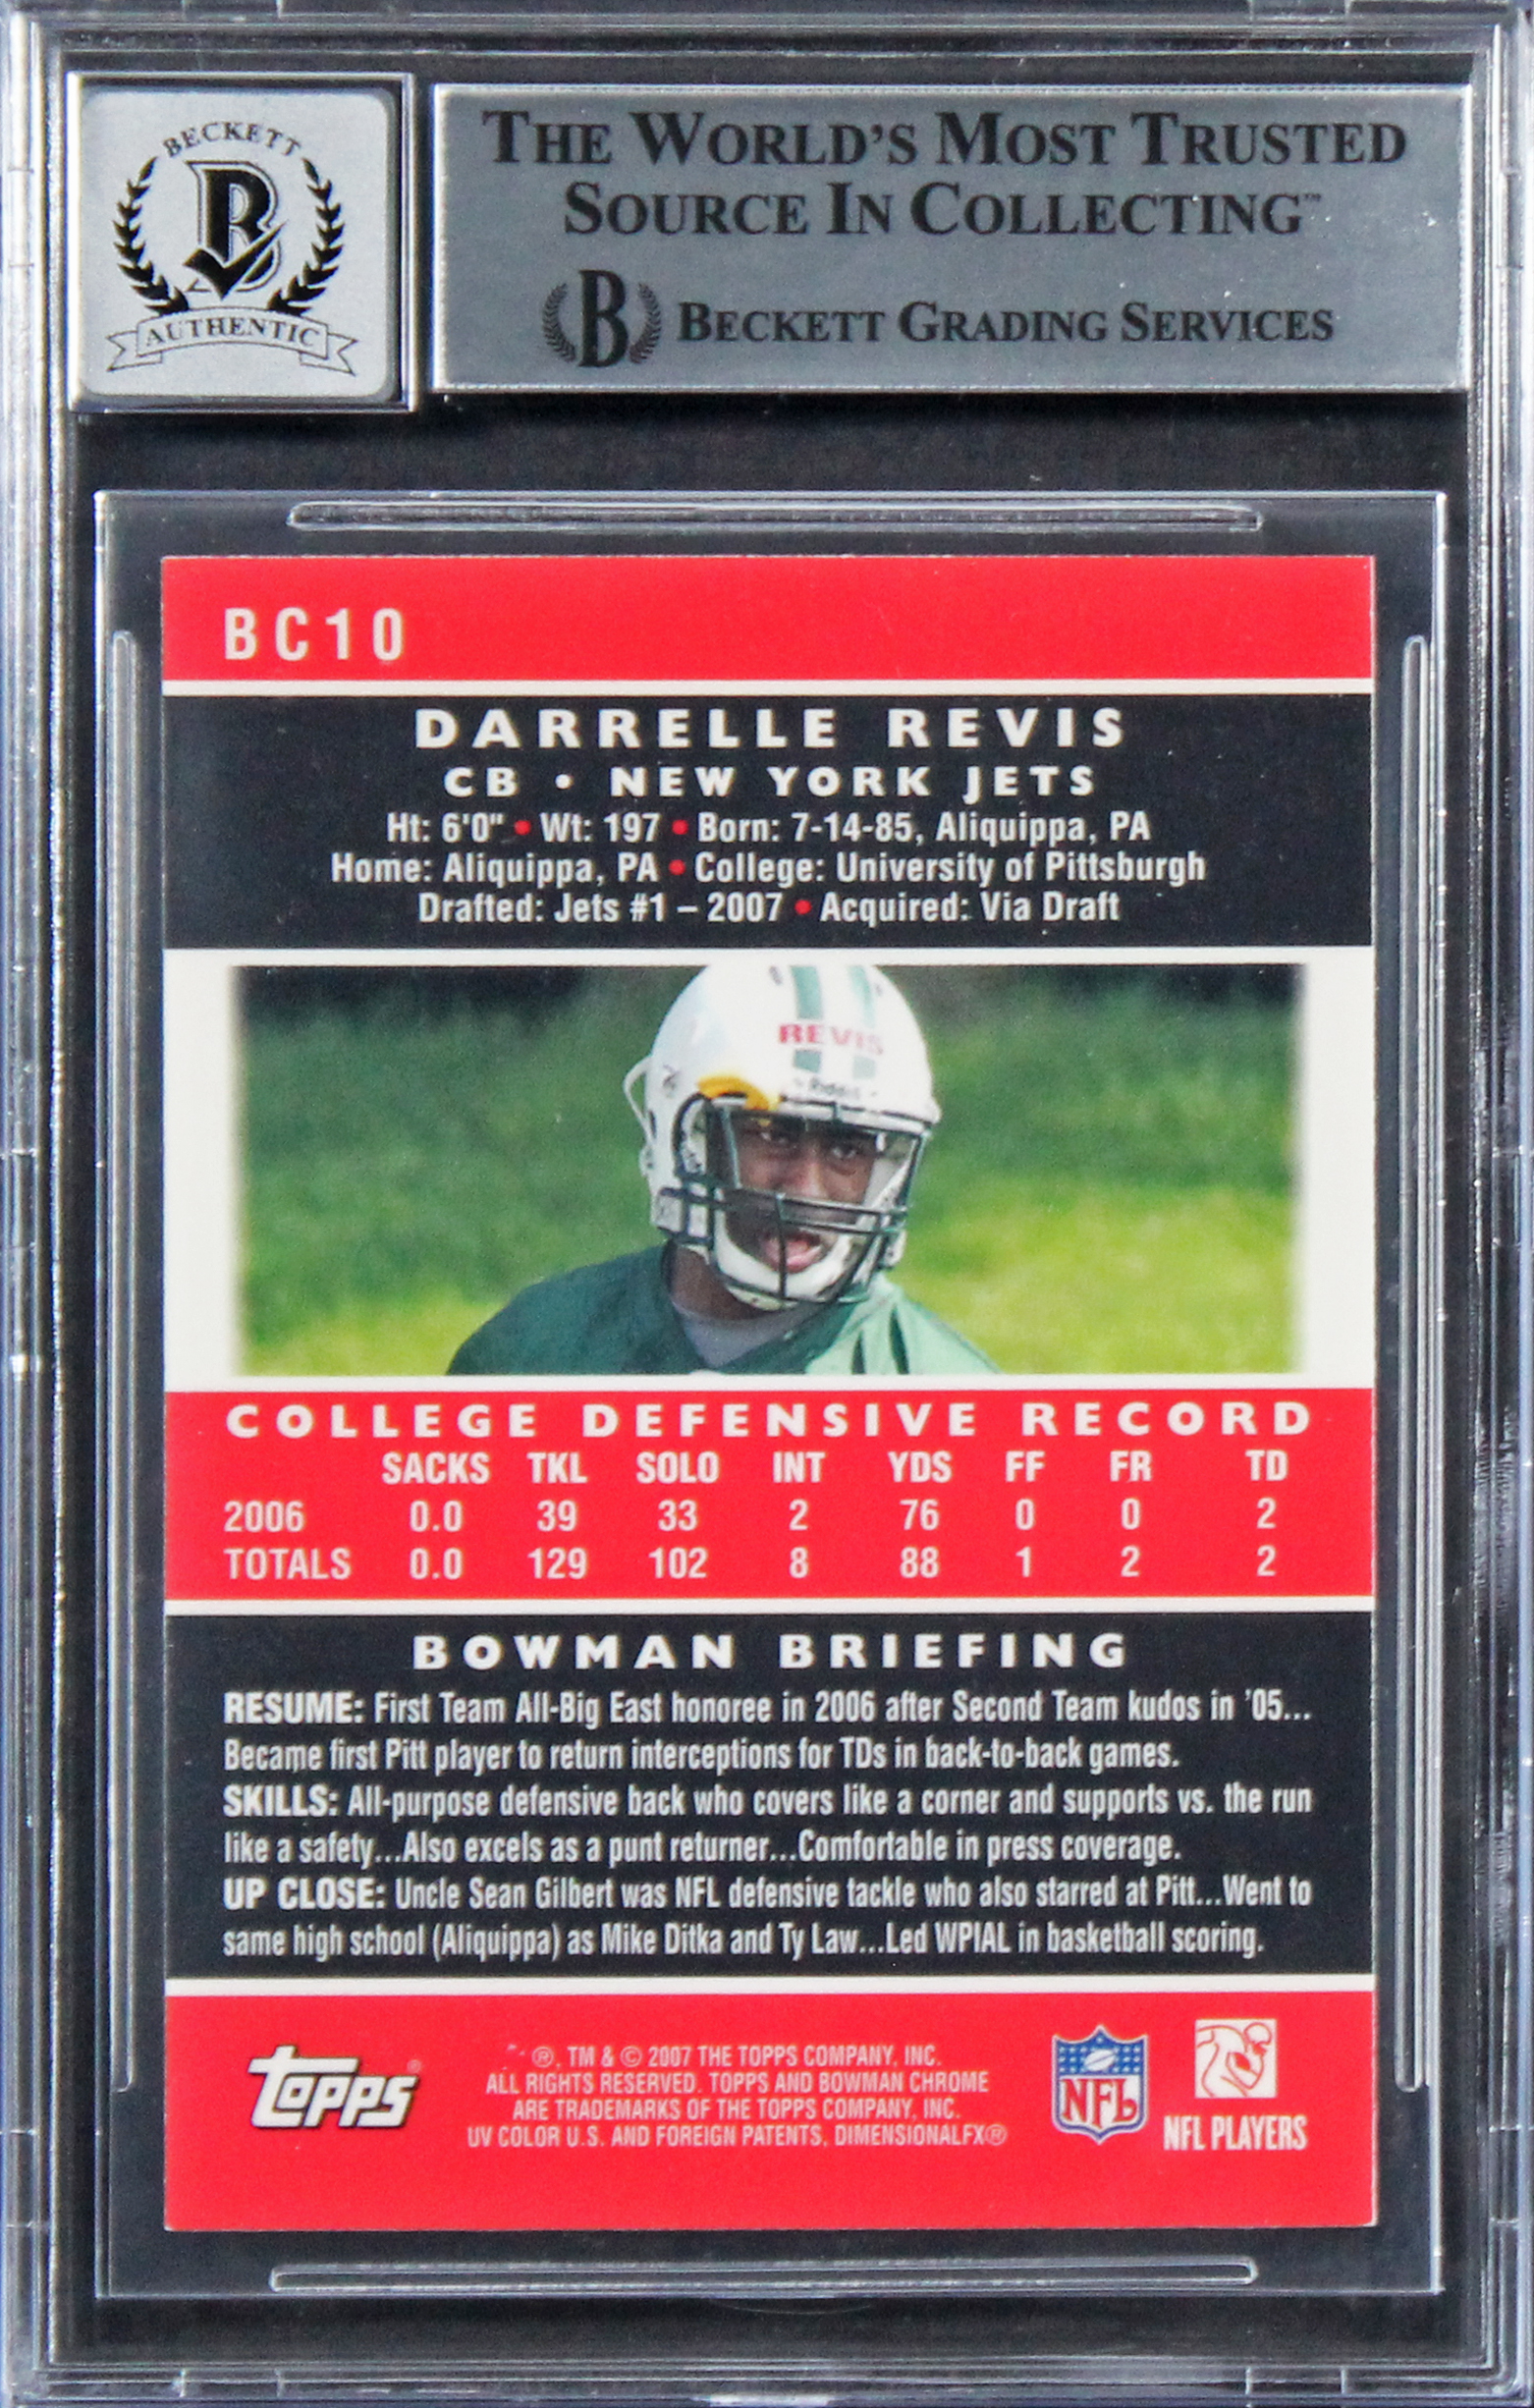 BECKETT
B
AUTHENTIC
THE WORLD'S MOST TRUSTED
SOURCE IN COLLECTING™
B BECKETT GRADING SERVICES
BC10
DARRELLE REVIS
CB • NEW YORK JETS
Ht: 6'0" • Wt: 197 • Born: 7-14-85, Aliquippa, PA
Home: Aliquippa, PA • College: University of Pittsburgh
Drafted: Jets #1 – 2007 • Acquired: Via Draft
REVIS
Riddell
COLLEGE DEFENSIVE RECORD
SACKS TKL SOLO INT YDS FF FR TD
2006 0.0 39 33 2 76 0 0 2
TOTALS 0.0 129 102 8 88 1 2 2
BOWMAN BRIEFING
RESUME: First Team All-Big East honoree in 2006 after Second Team kudos in '05...
Became first Pitt player to return interceptions for TDs in back-to-back games.
SKILLS: All-purpose defensive back who covers like a corner and supports vs. the run
like a safety...Also excels as a punt returner...Comfortable in press coverage.
UP CLOSE: Uncle Sean Gilbert was NFL defensive tackle who also starred at Pitt...Went to
same high school (Aliquippa) as Mike Ditka and Ty Law...Led WPIAL in basketball scoring.
TOPPS®
®, TM & © 2007 THE TOPPS COMPANY, INC.
ALL RIGHTS RESERVED. TOPPS AND BOWMAN CHROME
ARE TRADEMARKS OF THE TOPPS COMPANY, INC.
UV COLOR U.S. AND FOREIGN PATENTS, DIMENSIONALFX®
NFL
NFL PLAYERS